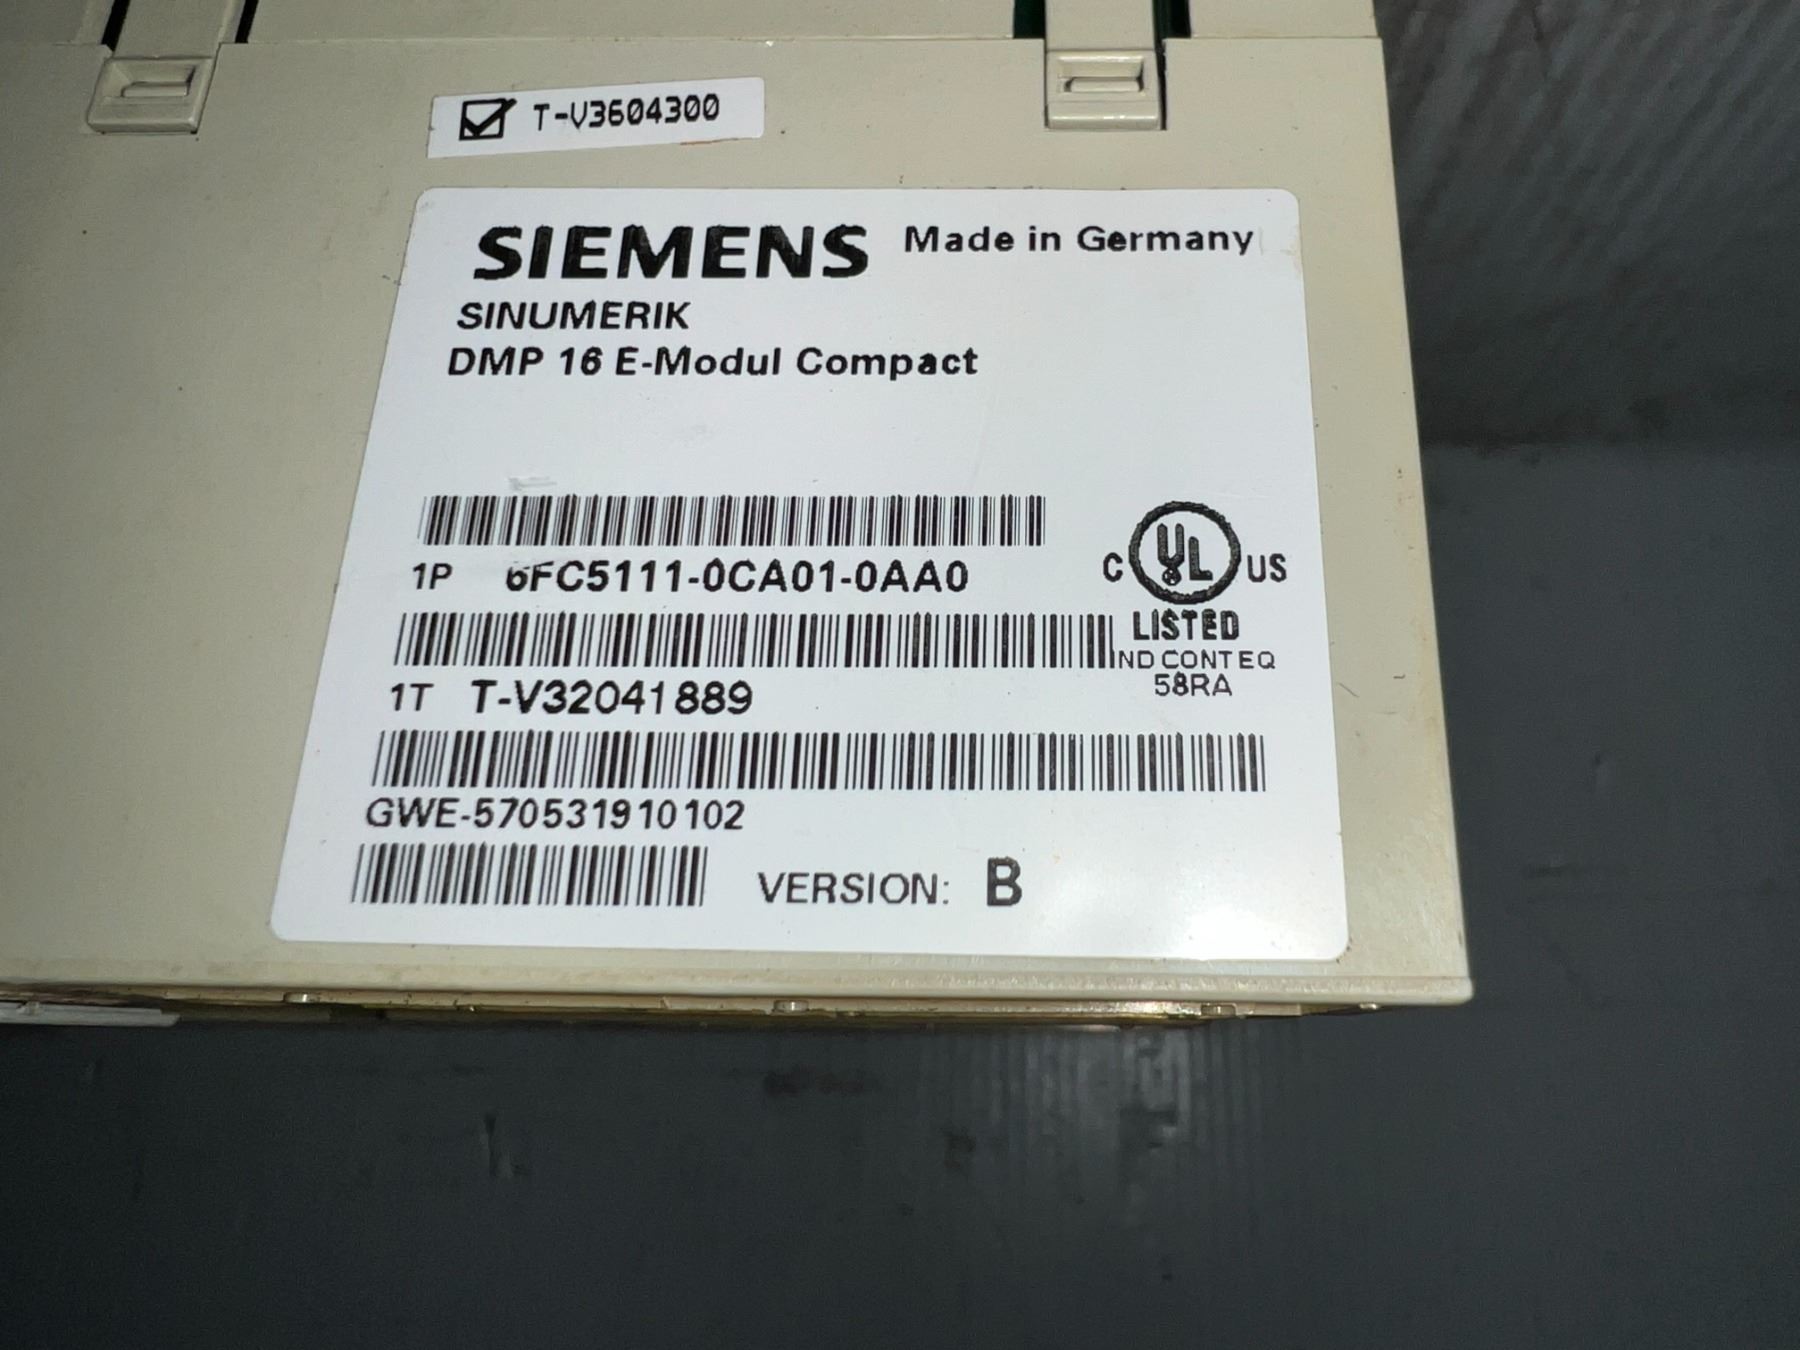 T-V3604300
SIEMENS Made in Germany
SINUMERIK
DMP 16 E-Modul Compact
1P 6FC5111-0CA01-0AA0
C UL US
LISTED
IND CONT EQ
58RA
1T T-V32041889
GWE-570531910102
VERSION: B